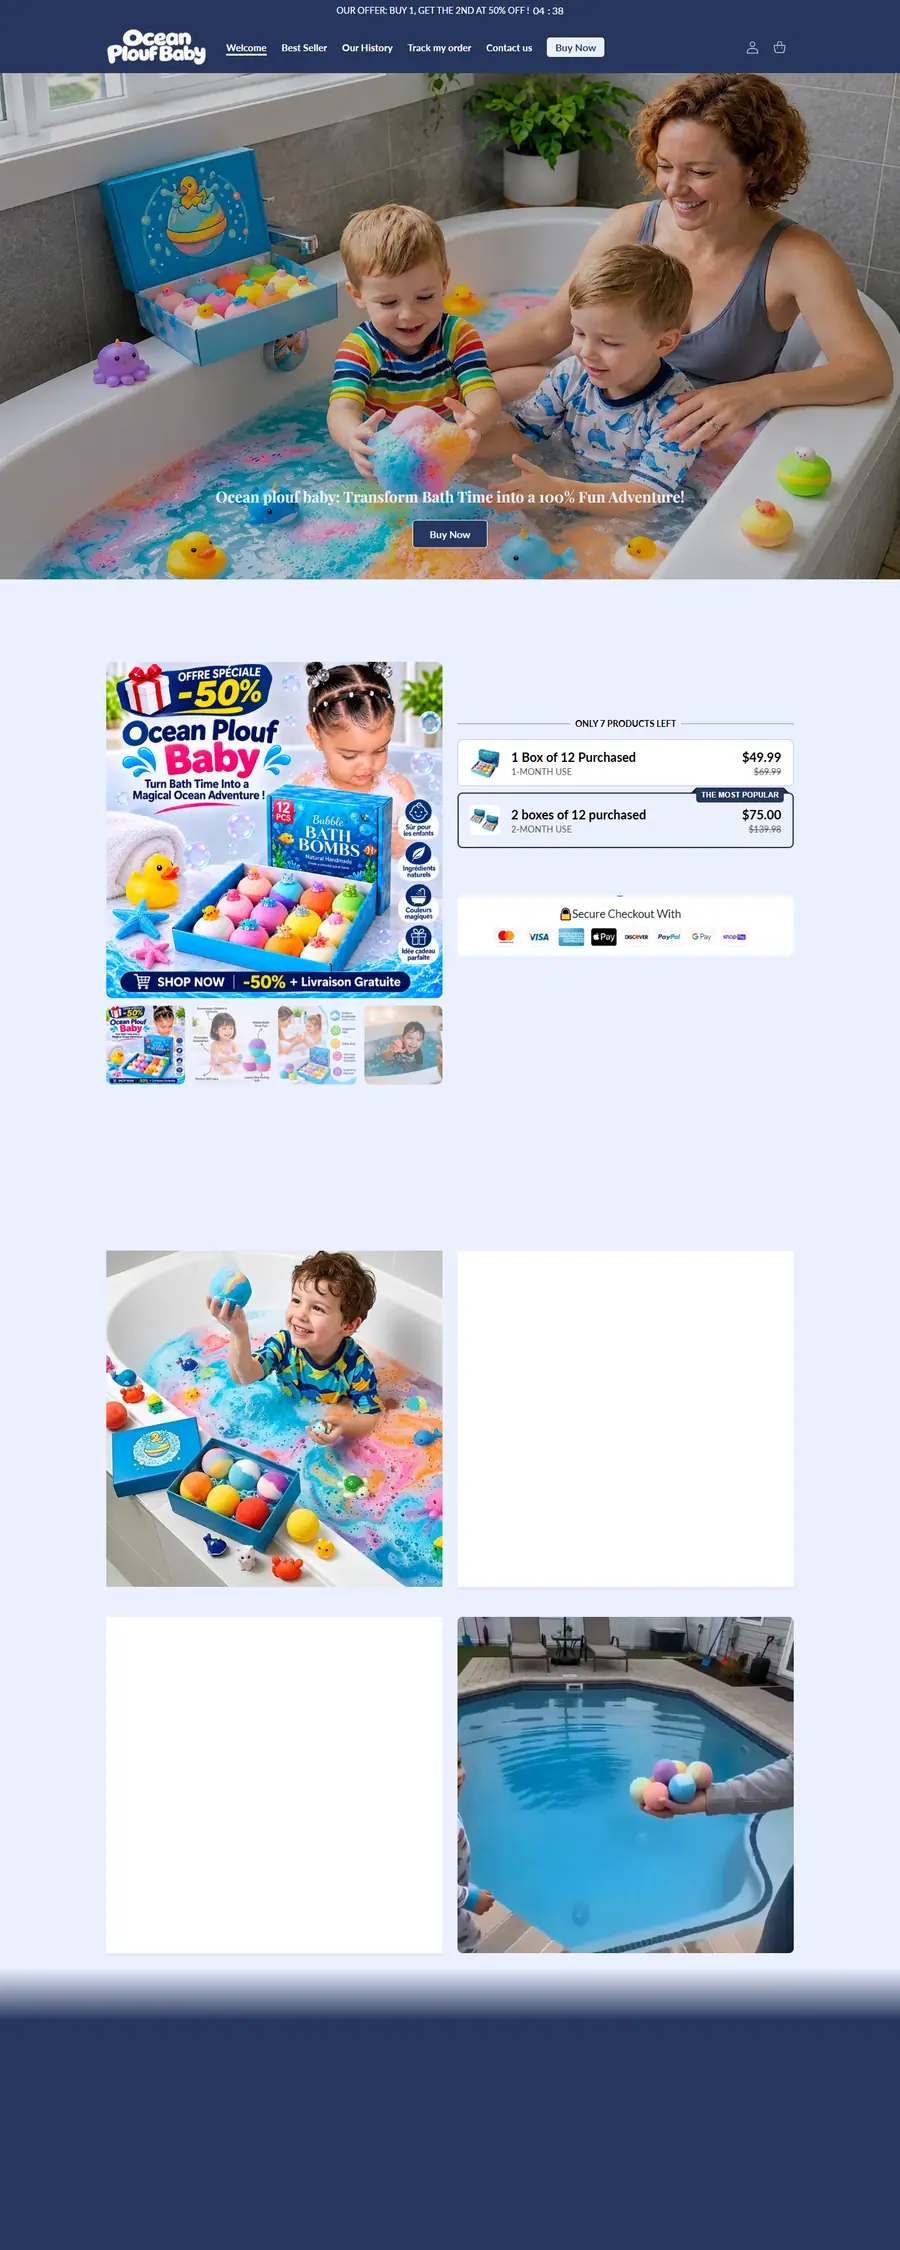 OUR OFFER: BUY 1, GET THE 2ND AT 50% OFF ! 04 : 38
Ocean
Plouf Baby
Welcome
Best Seller
Our History
Track my order
Contact us
Buy Now
Ocean plouf baby: Transform Bath Time into a 100% Fun Adventure!
Buy Now
OFFRE SPÉCIALE
-50%
Ocean Plouf
Baby
Turn Bath Time Into a
Magical Ocean Adventure !
12
PCS
Bubble
BATH
BOMBS
Natural Handmade
Sûr pour
les enfants
Ingrédients
naturels
Couleurs
magiques
Idée cadeau
parfaite
SHOP NOW | -50% + Livraison Gratuite
ONLY 7 PRODUCTS LEFT
1 Box of 12 Purchased
$49.99
1-MONTH USE
$69.99
THE MOST POPULAR
2 boxes of 12 purchased
$75.00
2-MONTH USE
$139.98
Secure Checkout With
VISA
Pay
DISCOVER
PayPal
G Pay
shop Pay